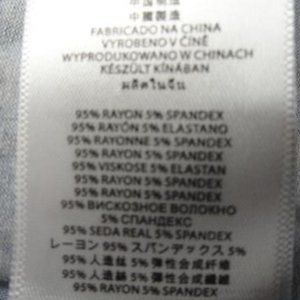 中国制造
中國製造
FABRICADO NA CHINA
VYROBENO V ČÍNĚ
WYPRODUKOWANO W CHINACH
KÉSZÜLT KÍNÁBAN
ผลิตในจีน
95% RAYON 5% SPANDEX
95% RAYÓN 5% ELASTANO
95% RAYONNE 5% SPANDEX
95% RAYON 5% SPANDEX
95% VISKOSE 5% ELASTAN
95% RAYON 5% SPANDEX
95% RAYON 5% SPANDEX
95% ВИСКОЗНОЕ ВОЛОКНО
5% СПАНДЕКС
95% SEDA REAL 5% SPANDEX
レーヨン 95% スパンデックス 5%
95% 人造丝 5% 弹性合成纤维
95% 人造絲 5% 彈性合成纖維
95% RAYON 5% SPANDEX